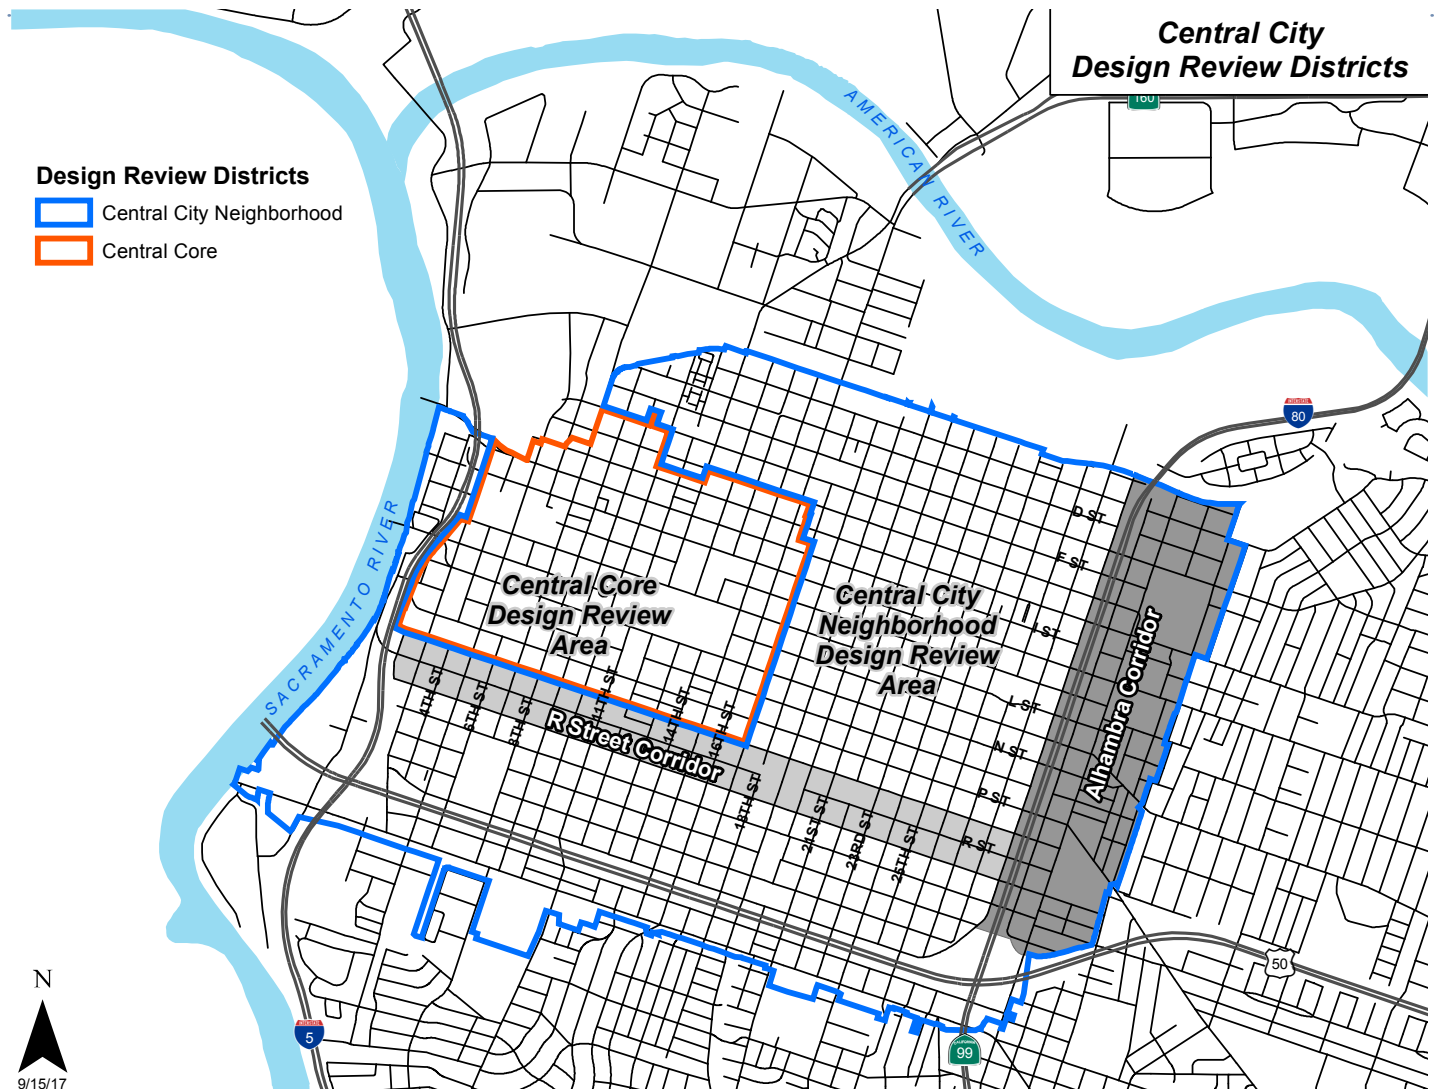 Central City
Design Review Districts
160
AMERICAN RIVER
Design Review Districts
Central City Neighborhood
Central Core
80
SACRAMENTO RIVER
D ST
F ST
I ST
L ST
N ST
P ST
R ST
Central Core
Design Review
Area
Central City
Neighborhood
Design Review
Area
Alhambra Corridor
R Street Corridor
4TH ST
6TH ST
8TH ST
11TH ST
14TH ST
16TH ST
18TH ST
21ST ST
23RD ST
25TH ST
50
N
INTERSTATE
5
CALIFORNIA
99
9/15/17